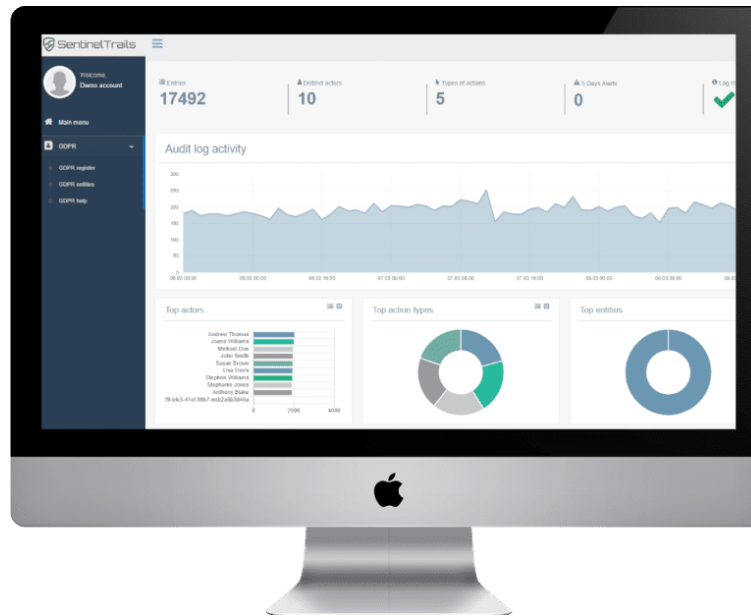 SentinelTrails
Welcome,
Demo account
Main menu
GDPR
GDPR register
GDPR entities
GDPR help
Entries
17492
Distinct actors
10
Types of actions
5
5 Days Alerts
0
Log
Audit log activity
300
250
200
150
100
50
0
Top actors
Andrew Thomas
Joana Williams
Michael Doe
John Smith
Susan Brown
Lisa Davis
Stephen Williams
Stephanie Jones
Anthony Blake
0
2000
4000
Top action types
Top entities